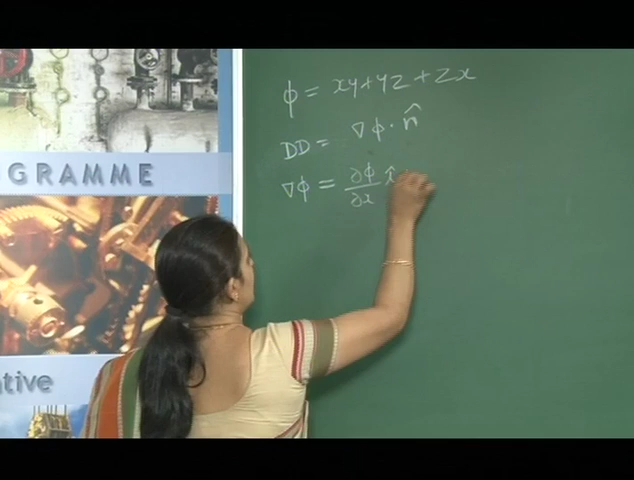 φ = xy + yz + zx
DD = ∇φ · n̂
∇φ = ∂φ/∂x î
GRAMME
tive